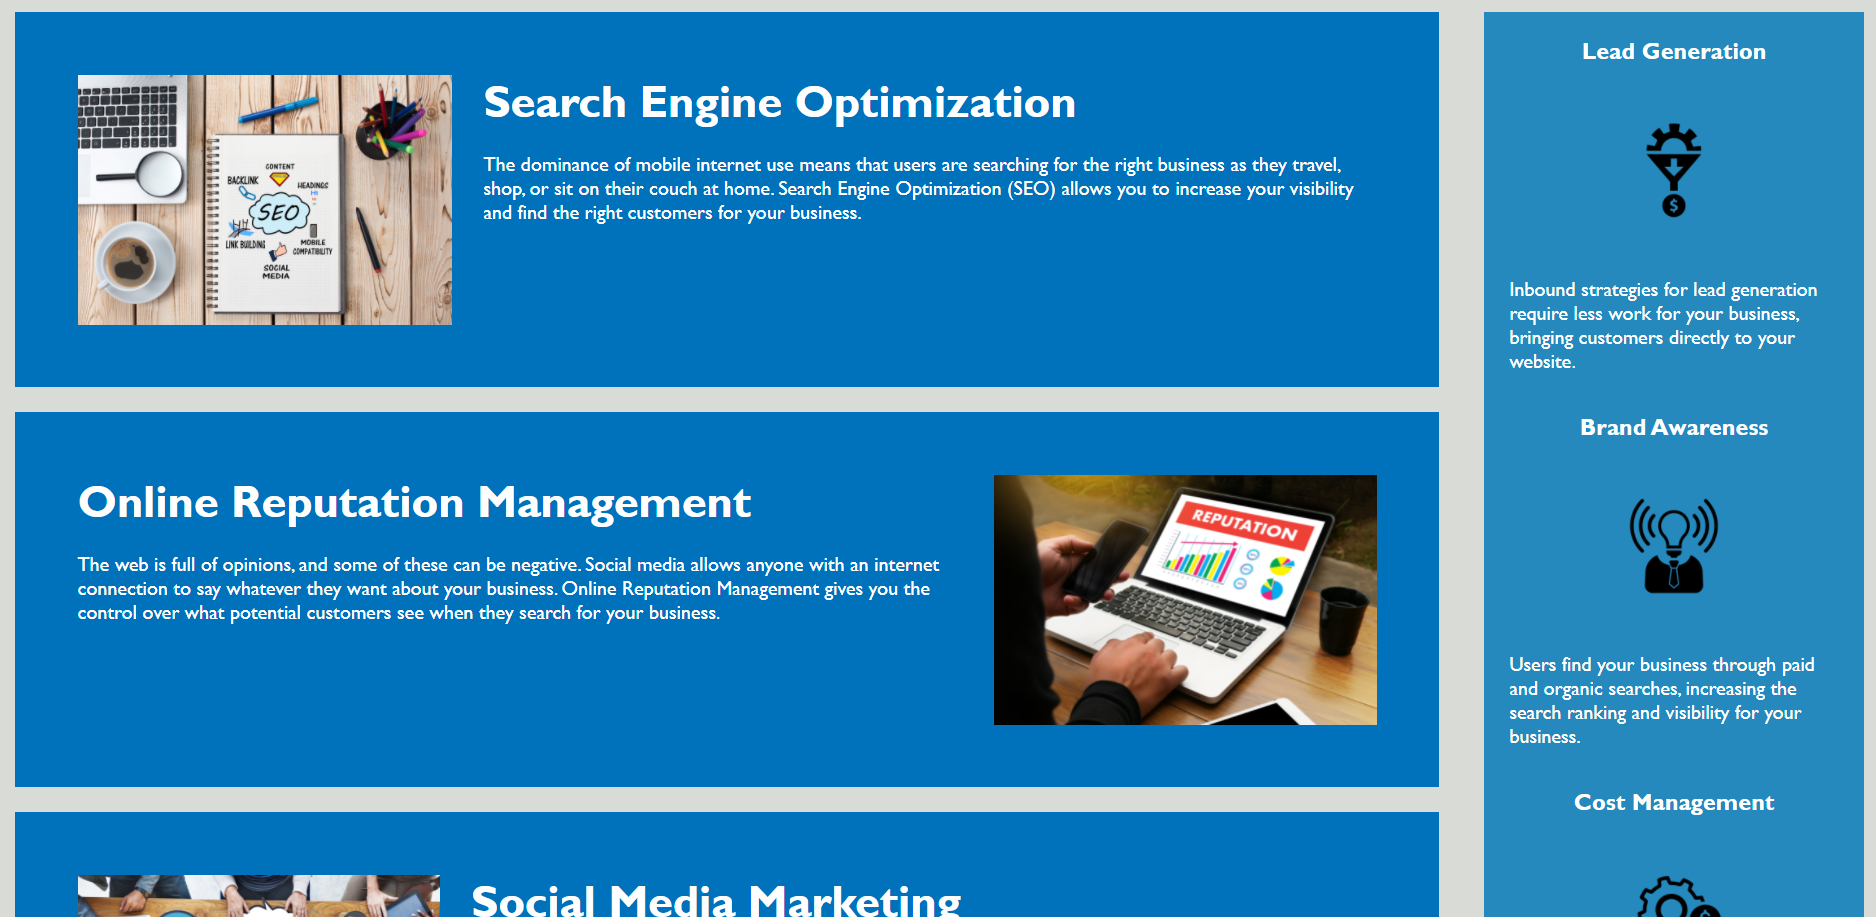 Search Engine Optimization
The dominance of mobile internet use means that users are searching for the right business as they travel,
shop, or sit on their couch at home. Search Engine Optimization (SEO) allows you to increase your visibility
and find the right customers for your business.
CONTENT
BACKLINK
HEADINGS
H1
SEO
LINK BUILDING
MOBILE
COMPATIBILITY
SOCIAL
MEDIA
Online Reputation Management
The web is full of opinions, and some of these can be negative. Social media allows anyone with an internet
connection to say whatever they want about your business. Online Reputation Management gives you the
control over what potential customers see when they search for your business.
REPUTATION
Social Media Marketing
Lead Generation
$
Inbound strategies for lead generation
require less work for your business,
bringing customers directly to your
website.
Brand Awareness
Users find your business through paid
and organic searches, increasing the
search ranking and visibility for your
business.
Cost Management